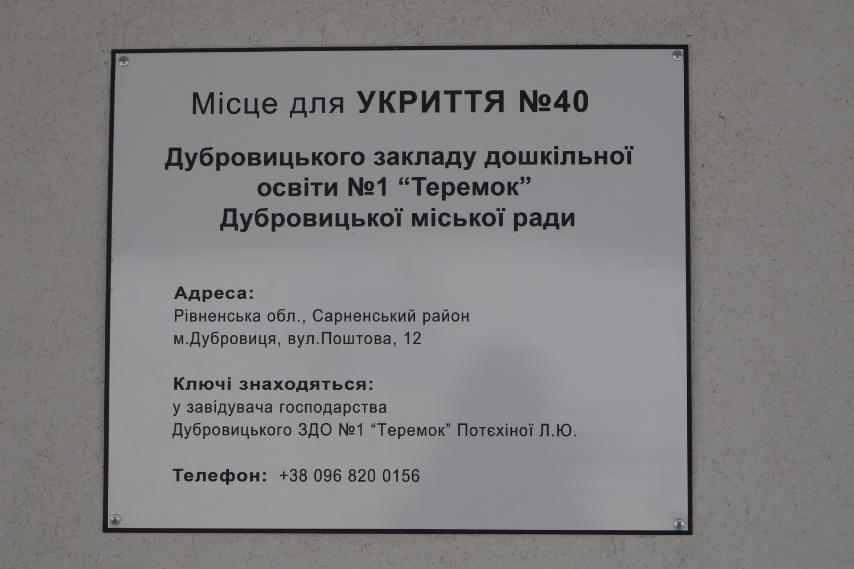 Місце для УКРИТТЯ №40
Дубровицького закладу дошкільної
освіти №1 “Теремок”
Дубровицької міської ради
Адреса:
Рівненська обл., Сарненський район
м.Дубровиця, вул.Поштова, 12
Ключі знаходяться:
у завідувача господарства
Дубровицького ЗДО №1 “Теремок” Потєхіної Л.Ю.
Телефон: +38 096 820 0156